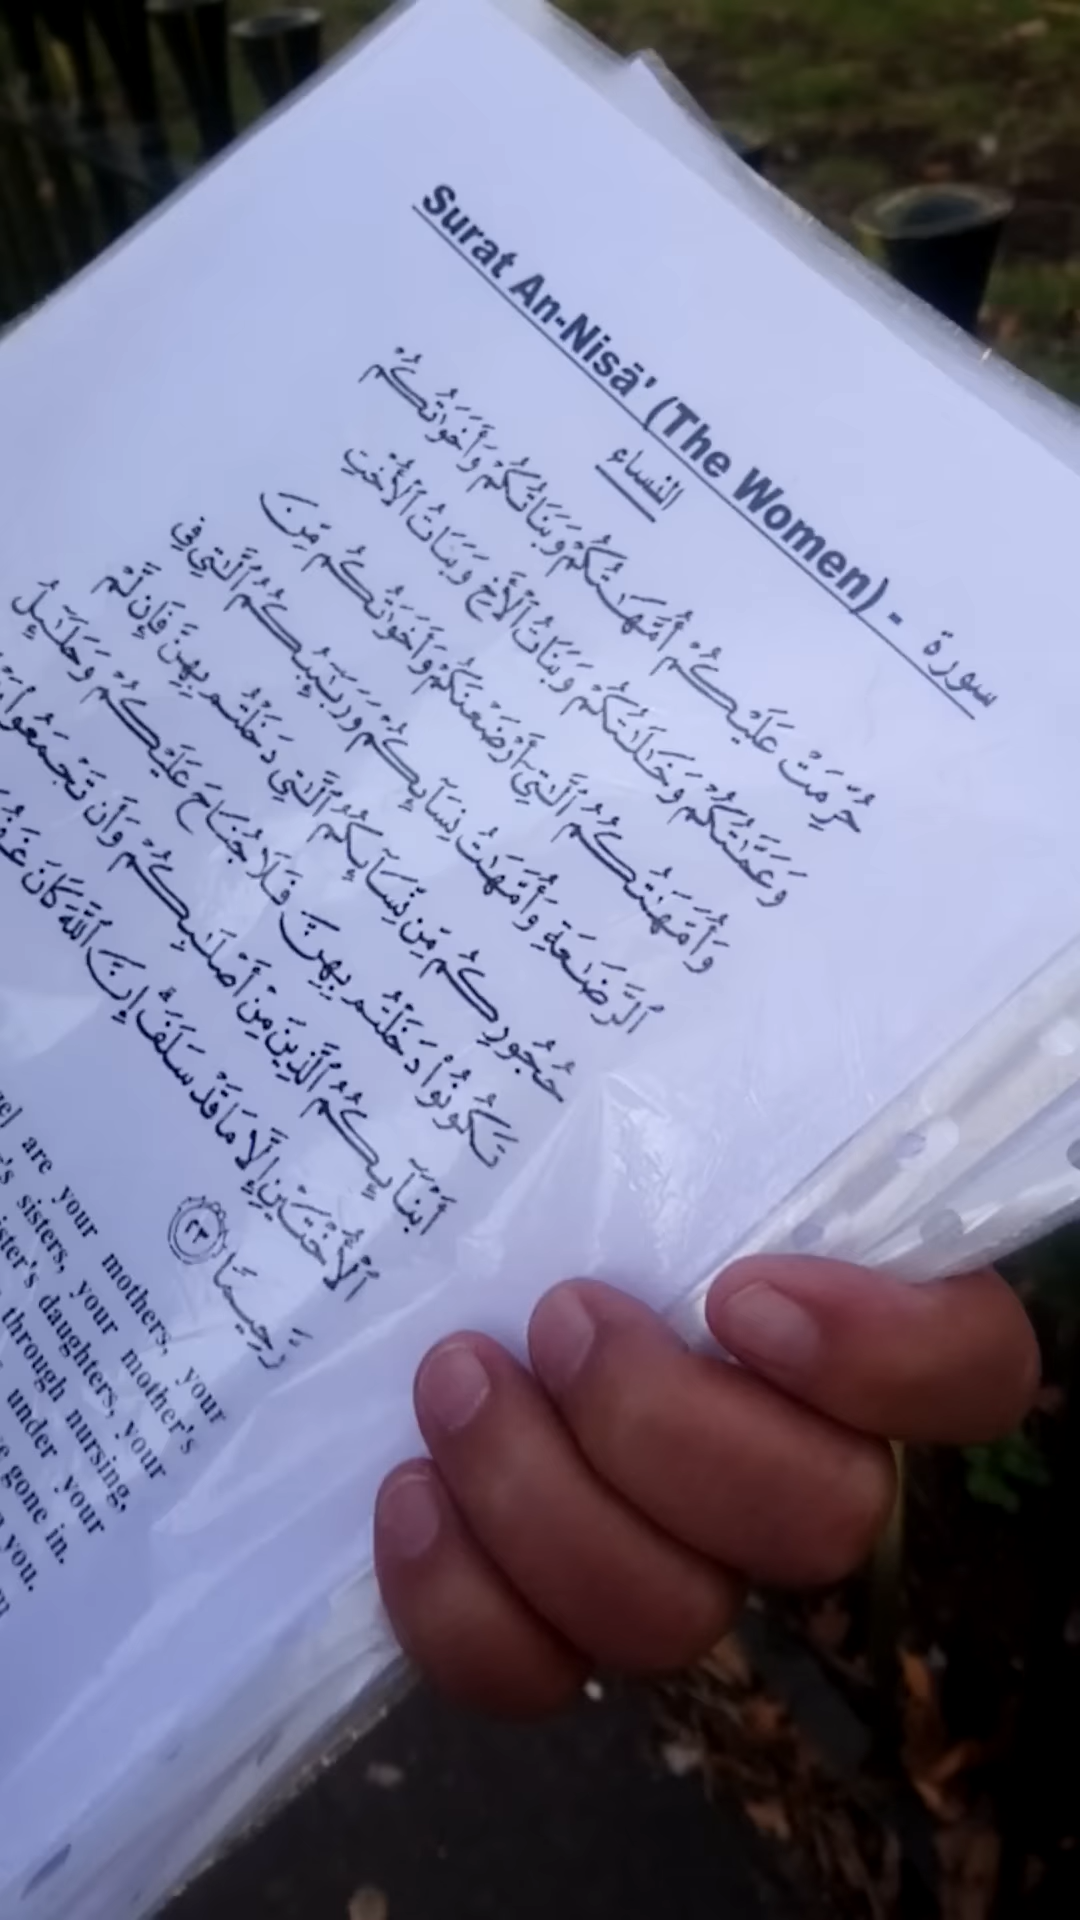 Surat An-Nisā' (The Women) - سورة
النساء
حُرِّمَتْ عَلَيْكُمْ أُمَّهَـٰتُكُمْ وَبَنَاتُكُمْ وَأَخَوَٰتُكُمْ
وَعَمَّـٰتُكُمْ وَخَـٰلَـٰتُكُمْ وَبَنَاتُ ٱلْأَخِ وَبَنَاتُ ٱلْأُخْتِ
وَأُمَّهَـٰتُكُمُ ٱلَّـٰتِىٓ أَرْضَعْنَكُمْ وَأَخَوَٰتُكُم مِّنَ
ٱلرَّضَـٰعَةِ وَأُمَّهَـٰتُ نِسَآئِكُمْ وَرَبَـٰٓئِبُكُمُ ٱلَّـٰتِى فِى
حُجُورِكُم مِّن نِّسَآئِكُمُ ٱلَّـٰتِى دَخَلْتُم بِهِنَّ فَإِن لَّمْ
تَكُونُوا۟ دَخَلْتُم بِهِنَّ فَلَا جُنَاحَ عَلَيْكُمْ وَحَلَـٰٓئِلُ
أَبْنَآئِكُمُ ٱلَّذِينَ مِنْ أَصْلَـٰبِكُمْ وَأَن تَجْمَعُوا۟
ٱلْأُخْتَيْنِ إِلَّا مَا قَدْ سَلَفَ إِنَّ ٱللَّهَ كَانَ
رَّحِيمًا ٢٣
are your mothers, your
sisters, your mother's
daughters, your
through nursing,
under your
gone in.
you.